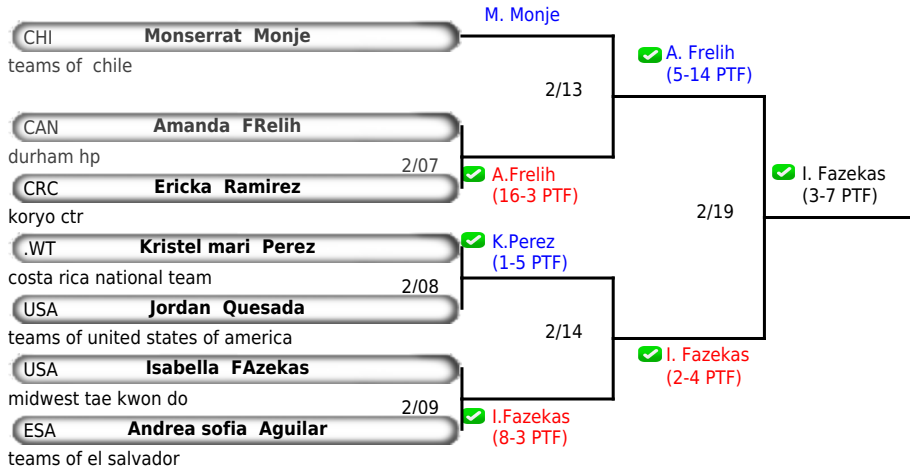 M. Monje
CHI Monserrat Monje
teams of chile
A. Frelih
(5-14 PTF)
2/13
CAN Amanda FRelih
durham hp
2/07
A.Frelih
(16-3 PTF)
CRC Ericka Ramirez
koryo ctr
I. Fazekas
(3-7 PTF)
2/19
.WT Kristel mari Perez
costa rica national team
K.Perez
(1-5 PTF)
2/08
USA Jordan Quesada
teams of united states of america
2/14
USA Isabella FAzekas
midwest tae kwon do
I. Fazekas
(2-4 PTF)
2/09
I.Fazekas
(8-3 PTF)
ESA Andrea sofia Aguilar
teams of el salvador